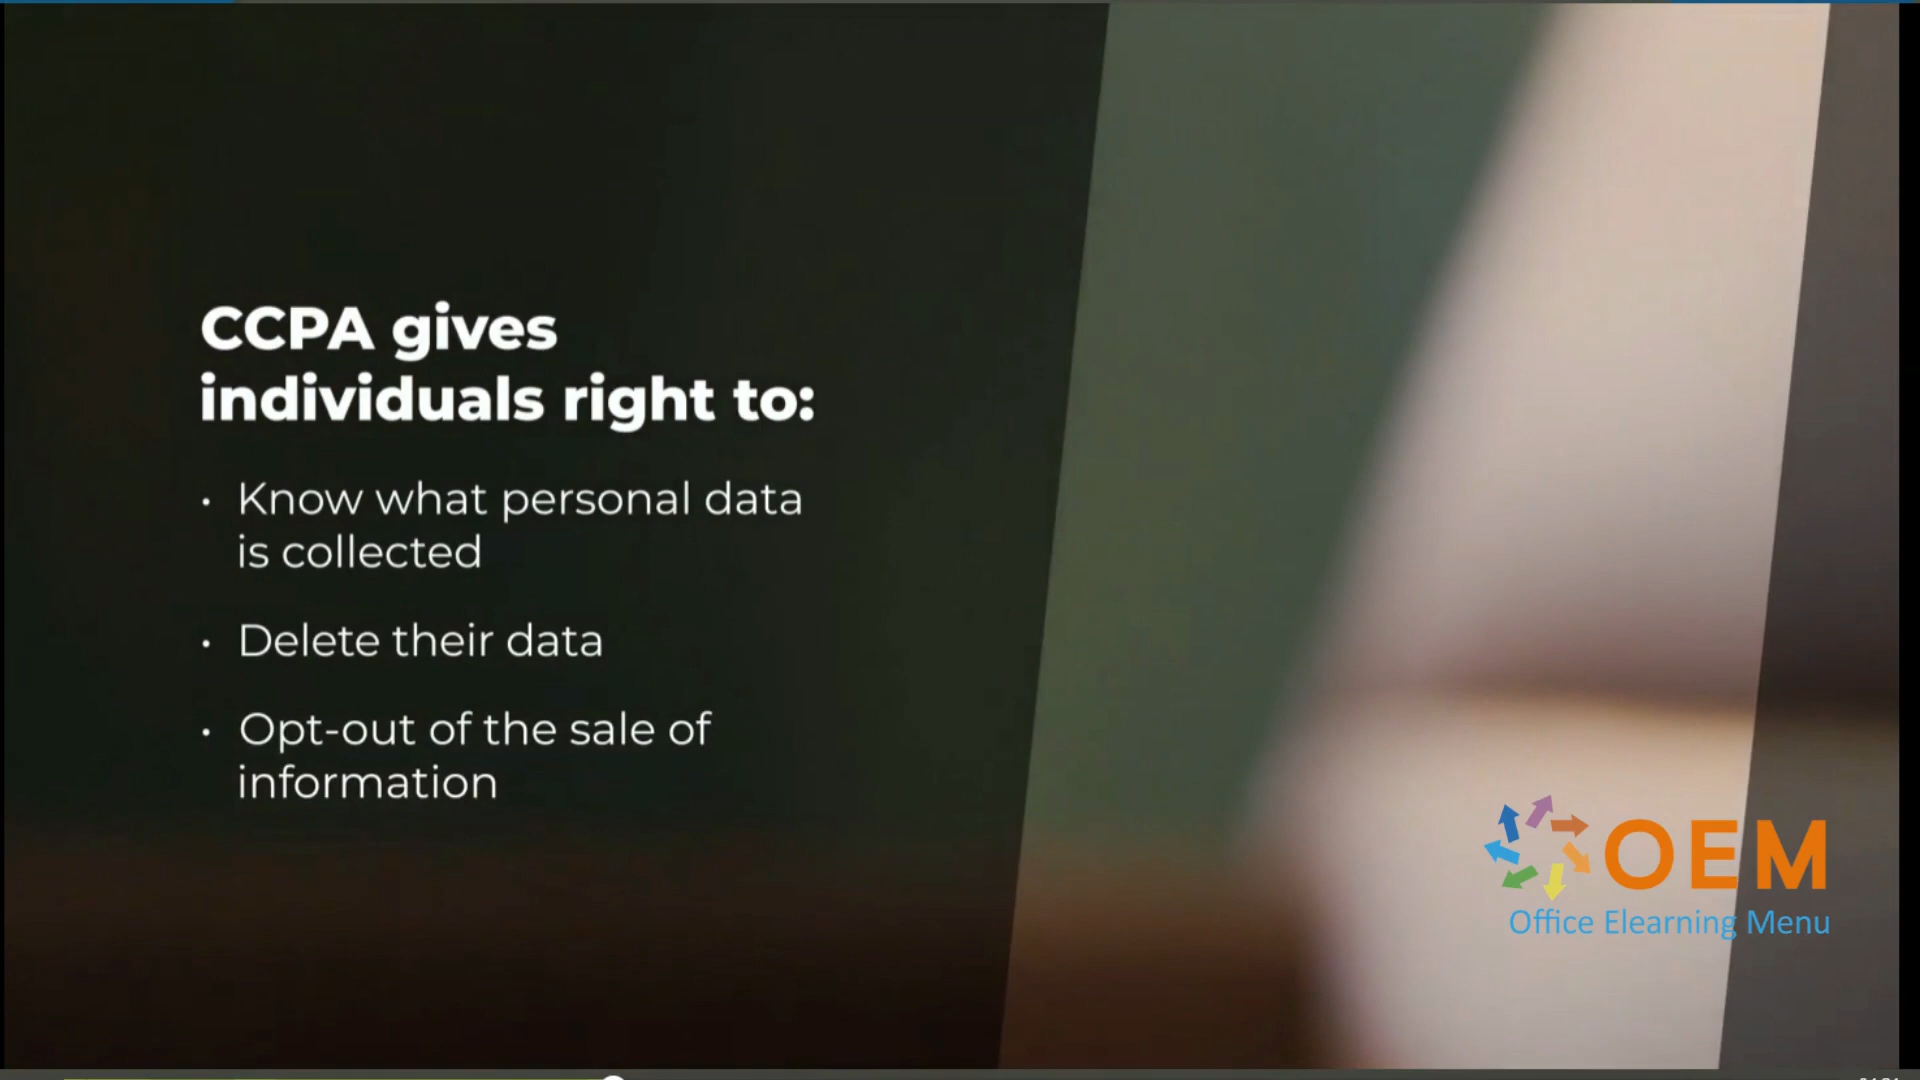 CCPA gives
individuals right to:
• Know what personal data
is collected
• Delete their data
• Opt-out of the sale of
information
OEM
Office Elearning Menu